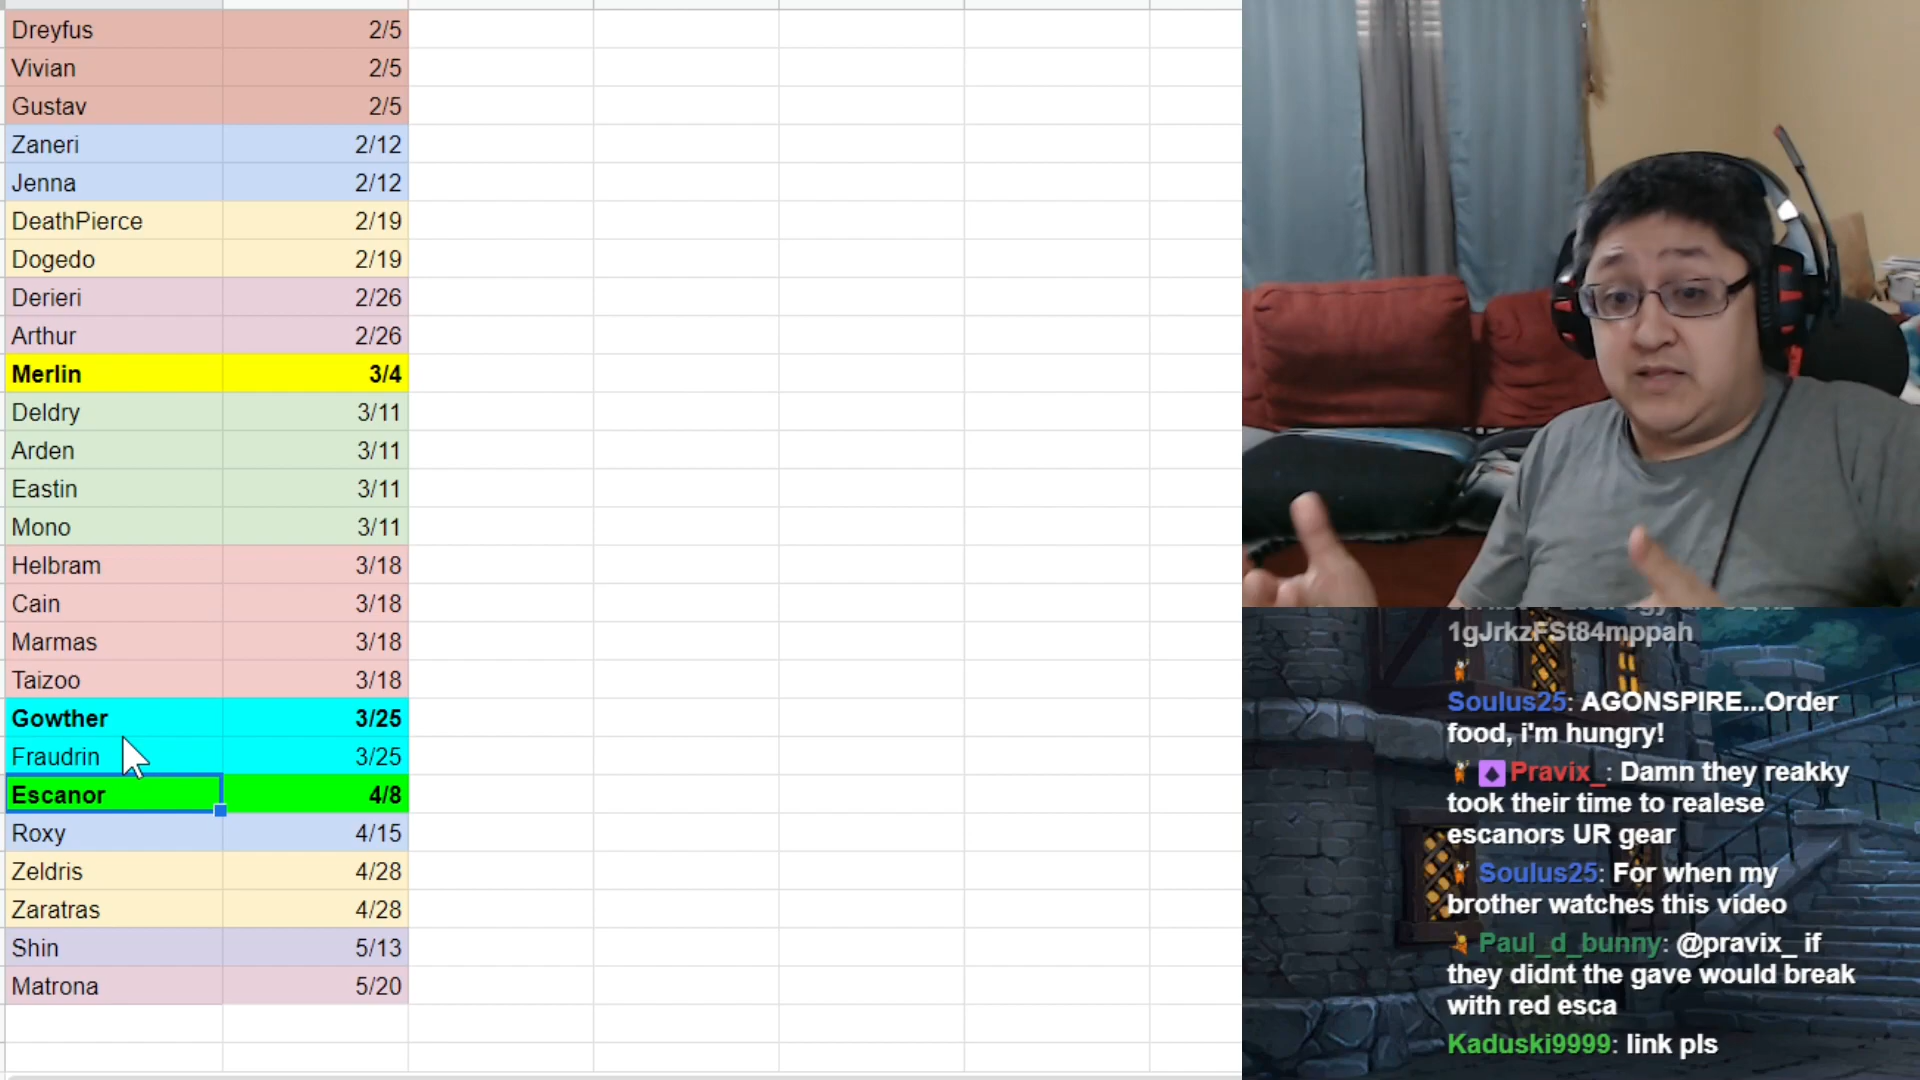 Dreyfus 2/5
Vivian 2/5
Gustav 2/5
Zaneri 2/12
Jenna 2/12
DeathPierce 2/19
Dogedo 2/19
Derieri 2/26
Arthur 2/26
Merlin 3/4
Deldry 3/11
Arden 3/11
Eastin 3/11
Mono 3/11
Helbram 3/18
Cain 3/18
Marmas 3/18
Taizoo 3/18
Gowther 3/25
Fraudrin 3/25
Escanor 4/8
Roxy 4/15
Zeldris 4/28
Zaratras 4/28
Shin 5/13
Matrona 5/20
1gJrkzFSt84mppah
Soulus25: AGONSPIRE...Order
food, i'm hungry!
Pravix_: Damn they reakky
took their time to realese
escanors UR gear
Soulus25: For when my
brother watches this video
Paul_d_bunny: @pravix_ if
they didnt the gave would break
with red esca
Kaduski9999: link pls